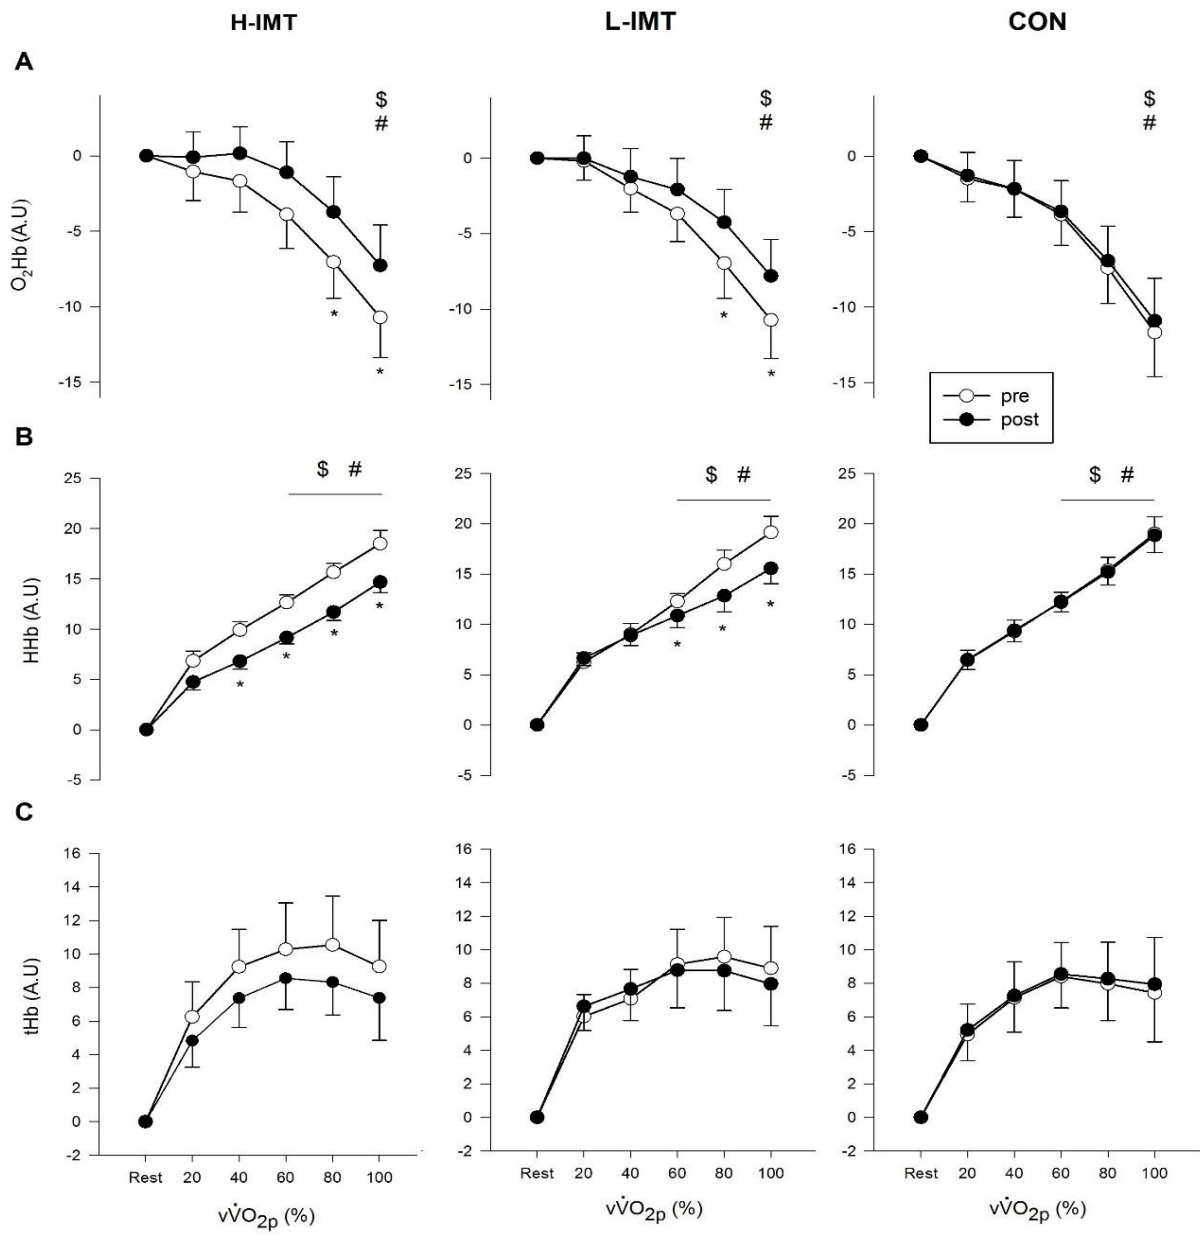 H-IMT L-IMT CON
A
$ $ $
# # #
0 0 0
-5 -5 -5
-10 -10 -10
-15 -15 -15
O2Hb (A.U)
* *
* *
pre
post
B
$ # $ # $ #
25 25 25
20 20 20
15 15 15
10 10 10
5 5 5
0 0 0
-5 -5 -5
HHb (A.U)
* * * * * * *
C
16 16 16
14 14 14
12 12 12
10 10 10
8 8 8
6 6 6
4 4 4
2 2 2
0 0 0
-2 -2 -2
tHb (A.U)
Rest 20 40 60 80 100 Rest 20 40 60 80 100 Rest 20 40 60 80 100
vV̇O2p (%) vV̇O2p (%) vV̇O2p (%)